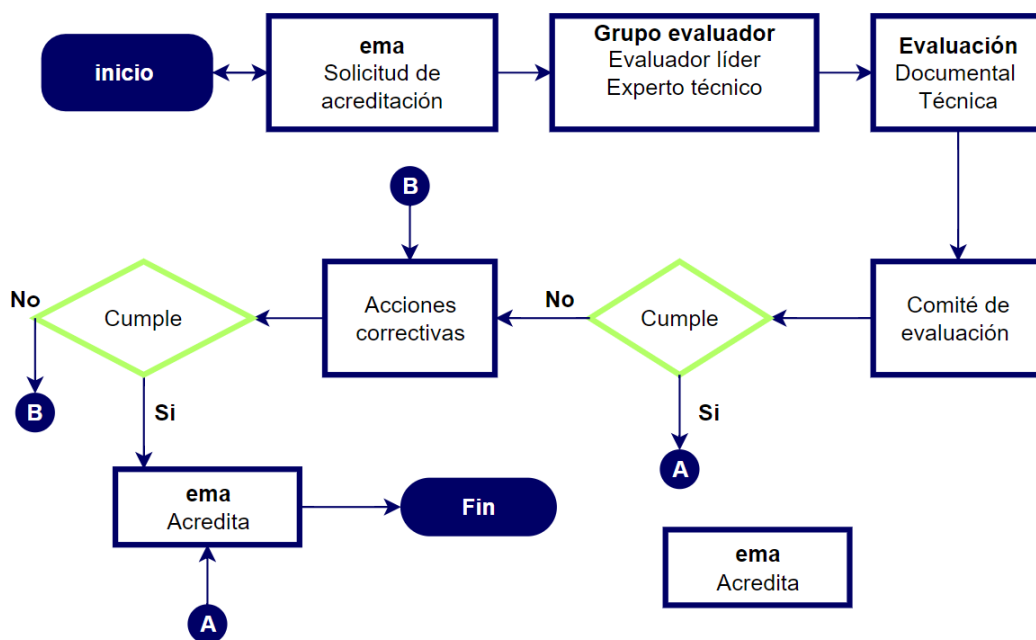 inicio
ema
Solicitud de
acreditación
Grupo evaluador
Evaluador líder
Experto técnico
Evaluación
Documental
Técnica
B
No
Cumple
Acciones
correctivas
No
Cumple
Comité de
evaluación
B
Si
Si
A
ema
Acredita
Fin
ema
Acredita
A